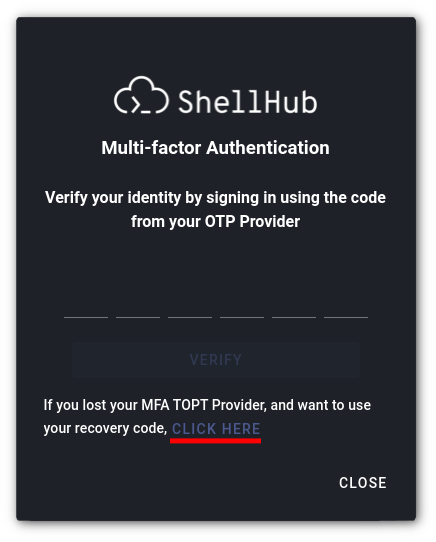 ShellHub
Multi-factor Authentication
Verify your identity by signing in using the code
from your OTP Provider
VERIFY
If you lost your MFA TOPT Provider, and want to use
your recovery code, CLICK HERE
CLOSE